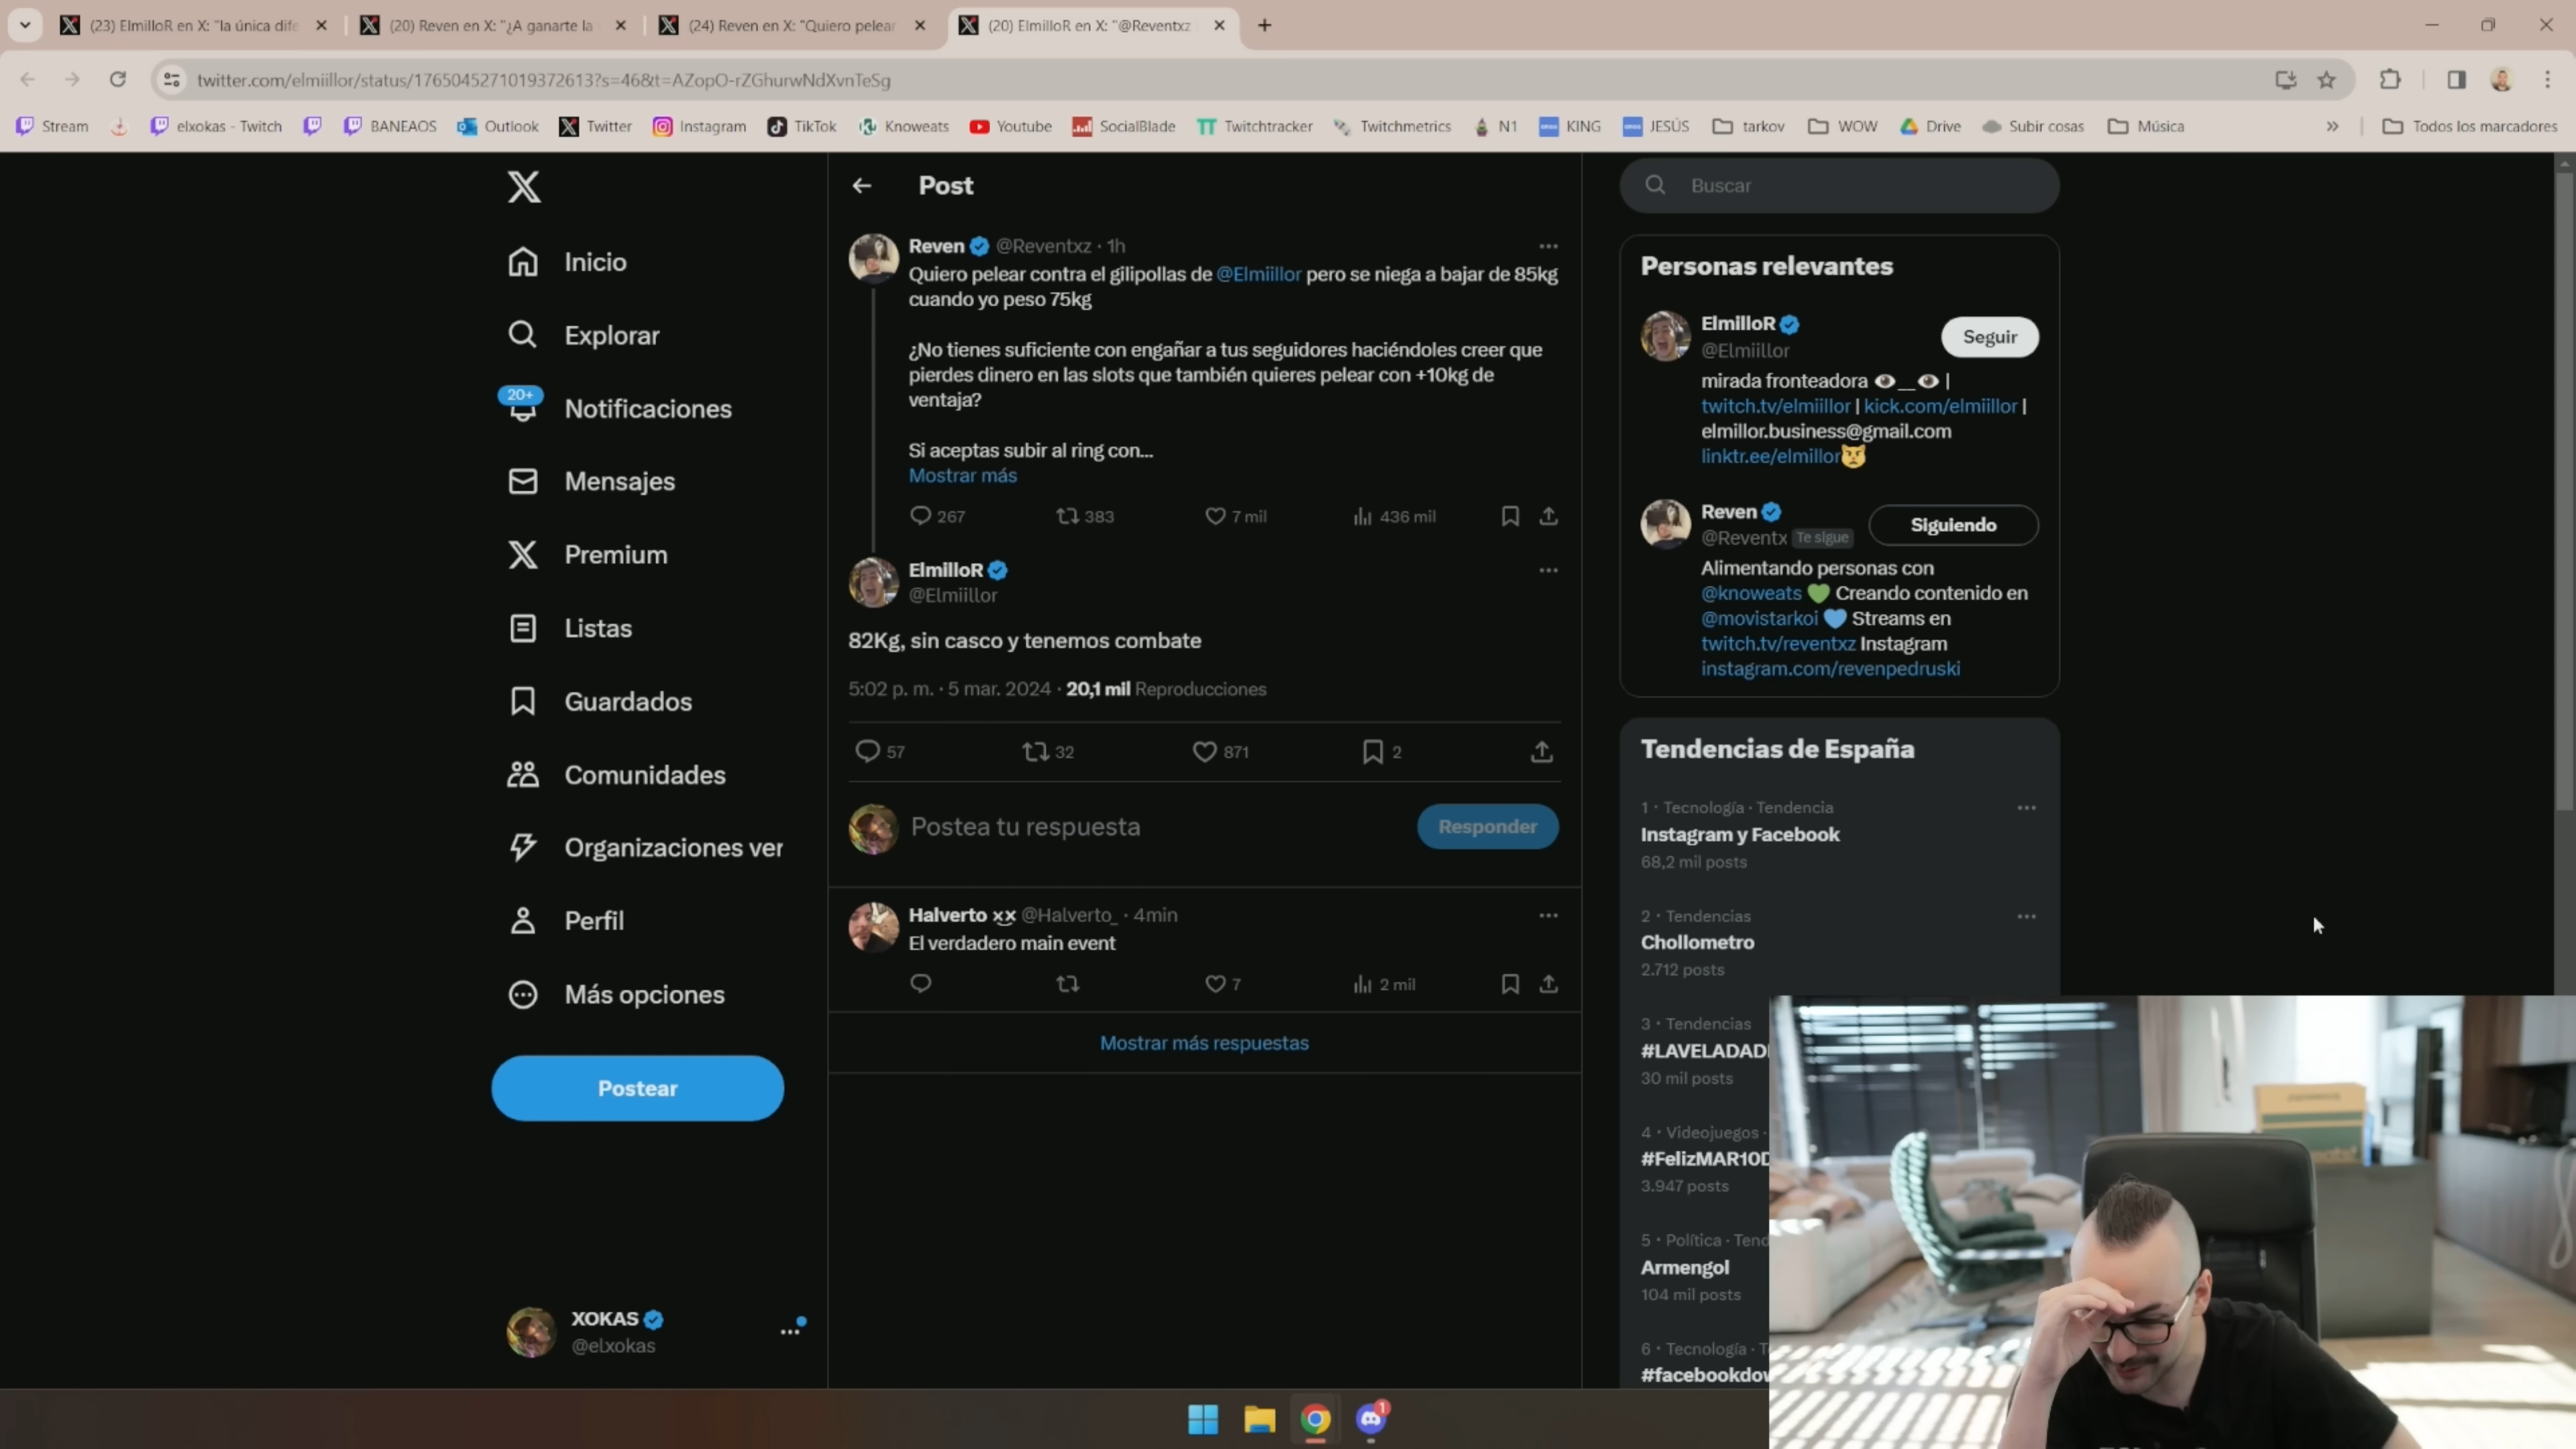 (23) ElmilloR en X: "la única dife
(20) Reven en X: "¿A ganarte la
(24) Reven en X: "Quiero pelear
(20) ElmilloR en X: "@Reventxz
twitter.com/elmiillor/status/1765045271019372613?s=46&t=AZopO-rZGhurwNdXvnTeSg
Stream
elxokas - Twitch
BANEAOS
Outlook
Twitter
Instagram
TikTok
Knoweats
Youtube
SocialBlade
Twitchtracker
Twitchmetrics
N1
KING
JESÚS
tarkov
WOW
Drive
Subir cosas
Música
Todos los marcadores
Inicio
Explorar
20+
Notificaciones
Mensajes
Premium
Listas
Guardados
Comunidades
Organizaciones ver
Perfil
Más opciones
Postear
XOKAS
@elxokas
Post
Reven @Reventxz · 1h
Quiero pelear contra el gilipollas de @Elmiillor pero se niega a bajar de 85kg
cuando yo peso 75kg
¿No tienes suficiente con engañar a tus seguidores haciéndoles creer que
pierdes dinero en las slots que también quieres pelear con +10kg de
ventaja?
Si aceptas subir al ring con...
Mostrar más
267 383 7 mil 436 mil
ElmilloR
@Elmiillor
82Kg, sin casco y tenemos combate
5:02 p. m. · 5 mar. 2024 · 20,1 mil Reproducciones
57 32 871 2
Postea tu respuesta
Responder
Halverto x͜x @Halverto_ · 4min
El verdadero main event
7 2 mil
Mostrar más respuestas
Buscar
Personas relevantes
ElmilloR
@Elmiillor
Seguir
mirada fronteadora 👁__👁 |
twitch.tv/elmiillor | kick.com/elmiillor |
elmillor.business@gmail.com
linktr.ee/elmillor😾
Reven
@Reventx Te sigue
Siguiendo
Alimentando personas con
@knoweats 💚 Creando contenido en
@movistarkoi 🩵 Streams en
twitch.tv/reventxz Instagram
instagram.com/revenpedruski
Tendencias de España
1 · Tecnología · Tendencia
Instagram y Facebook
68,2 mil posts
2 · Tendencias
Chollometro
2.712 posts
3 · Tendencias
#LAVELADAD
30 mil posts
4 · Videojuegos ·
#FelizMAR10D
3.947 posts
5 · Política · Tend
Armengol
104 mil posts
6 · Tecnología · T
#facebookdow
1